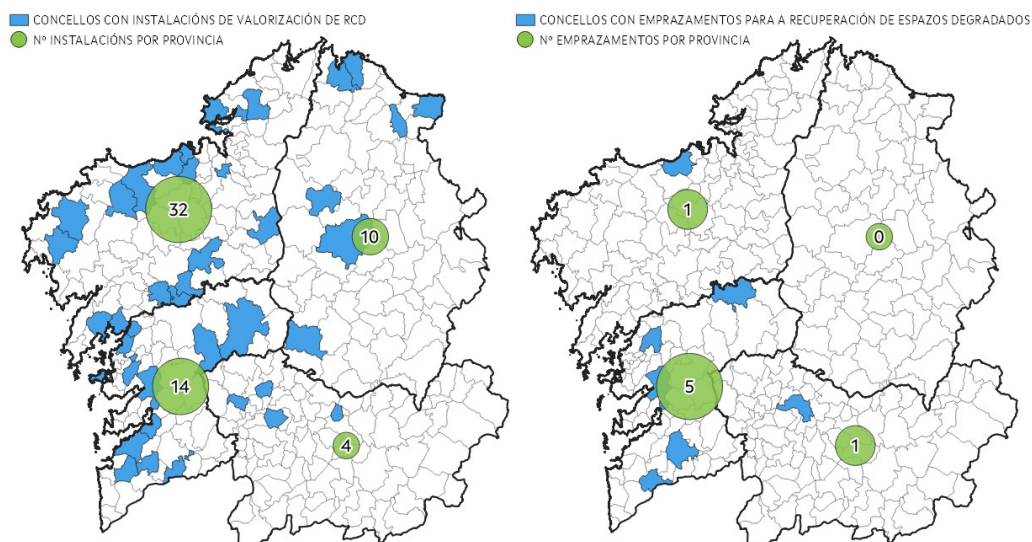 CONCELLOS CON INSTALACIÓNS DE VALORIZACIÓN DE RCD
Nº INSTALACIÓNS POR PROVINCIA
32
10
14
4
CONCELLOS CON EMPRAZAMENTOS PARA A RECUPERACIÓN DE ESPAZOS DEGRADADOS
Nº EMPRAZAMENTOS POR PROVINCIA
1
0
5
1